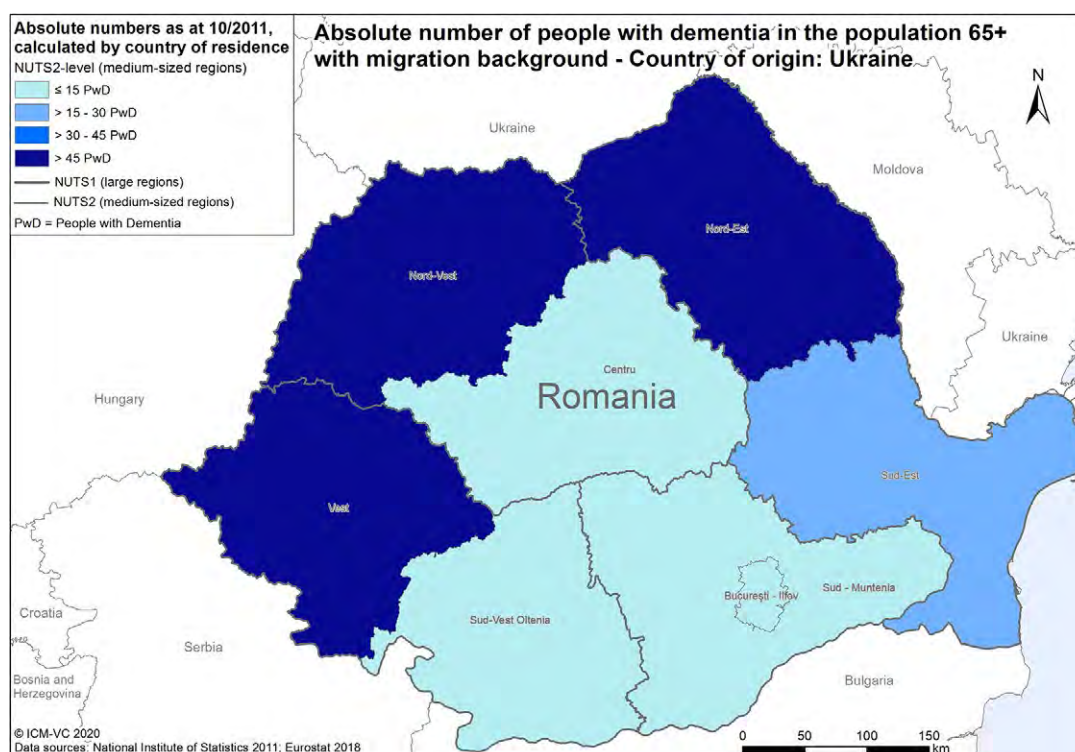 Absolute numbers as at 10/2011,
calculated by country of residence
NUTS2-level (medium-sized regions)
≤ 15 PwD
> 15 - 30 PwD
> 30 - 45 PwD
> 45 PwD
NUTS1 (large regions)
NUTS2 (medium-sized regions)
PwD = People with Dementia
Absolute number of people with dementia in the population 65+
with migration background - Country of origin: Ukraine
N
Ukraine
Moldova
Nord-Est
Nord-Vest
Ukraine
Centru
Romania
Hungary
Sud-Est
Vest
Sud - Muntenia
București - Ilfov
Sud-Vest Oltenia
Croatia
Serbia
Bosnia and
Herzegovina
Bulgaria
© ICM-VC 2020
Data sources: National Institute of Statistics 2011; Eurostat 2018
0 50 100 150
km